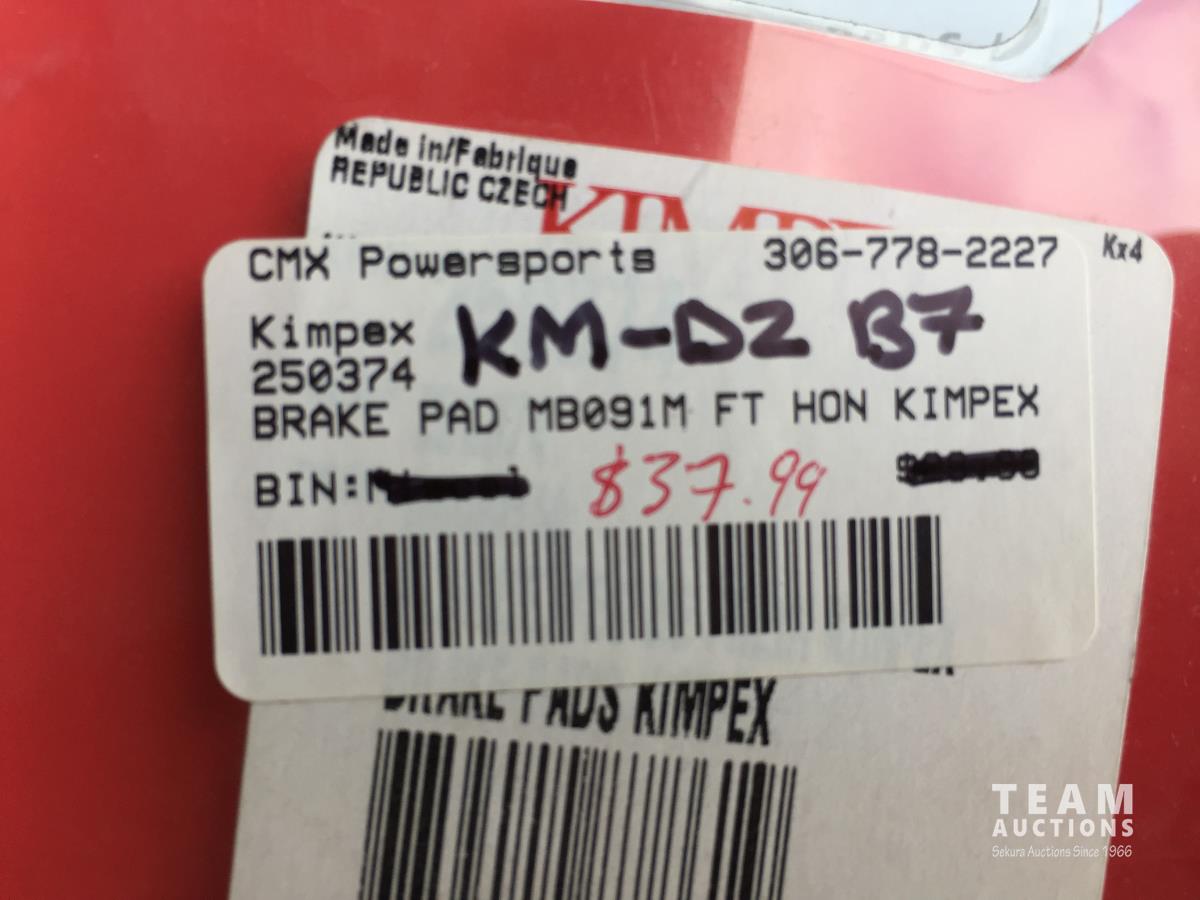 Made in/Fabrique
REPUBLIC CZECH
KIMPE
CMX Powersports 306-778-2227 Kx4
Kimpex KM-D2 B7
250374
BRAKE PAD MB091M FT HON KIMPEX
BIN: $37.99
BRAKE PADS KIMPEX
TEAM
AUCTIONS
Sekura Auctions Since 1966